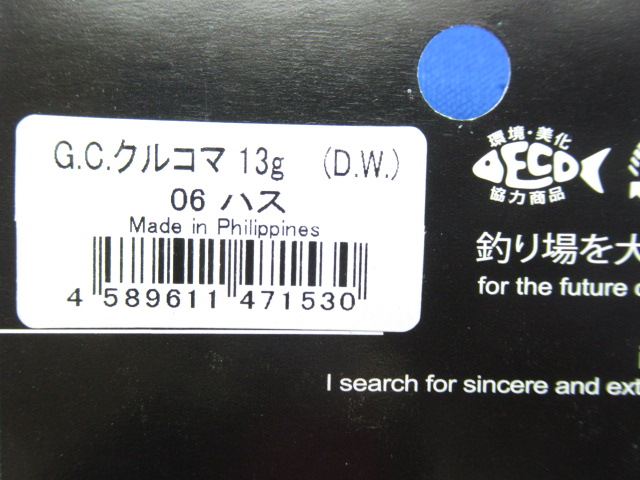 G.C.クルコマ 13g (D.W.)
06 ハス
Made in Philippines
4 589611 471530
環境・美化
ECO
協力商品
釣り場を大
for the future
I search for sincere and ext